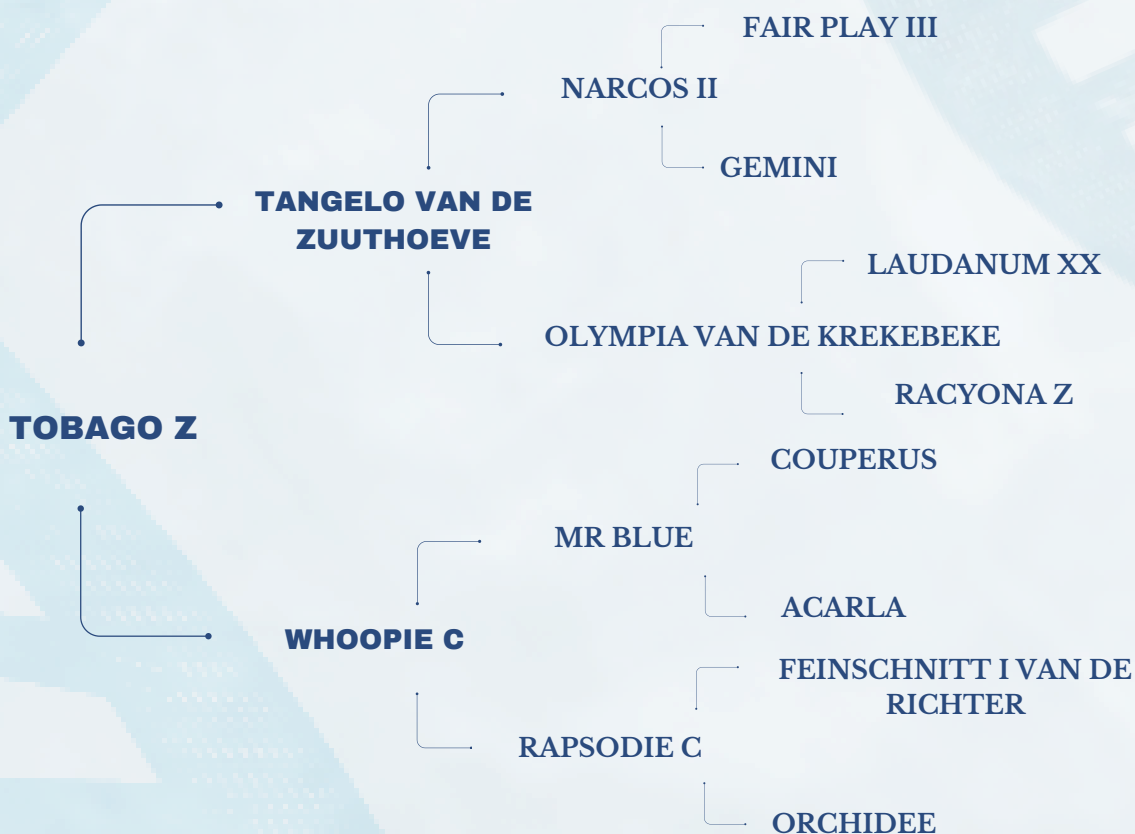 FAIR PLAY III
NARCOS II
GEMINI
TANGELO VAN DE
ZUUTHOEVE
LAUDANUM XX
OLYMPIA VAN DE KREKEBEKE
RACYONA Z
TOBAGO Z
COUPERUS
MR BLUE
ACARLA
WHOOPIE C
FEINSCHNITT I VAN DE
RICHTER
RAPSODIE C
ORCHIDEE